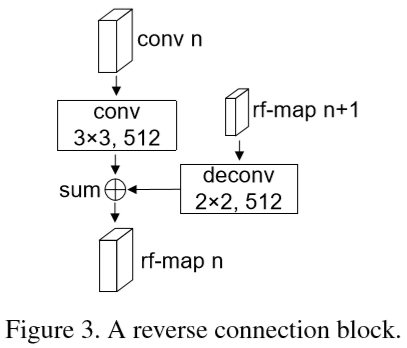 conv n
conv
3×3, 512
rf-map n+1
deconv
2×2, 512
sum
rf-map n
Figure 3. A reverse connection block.